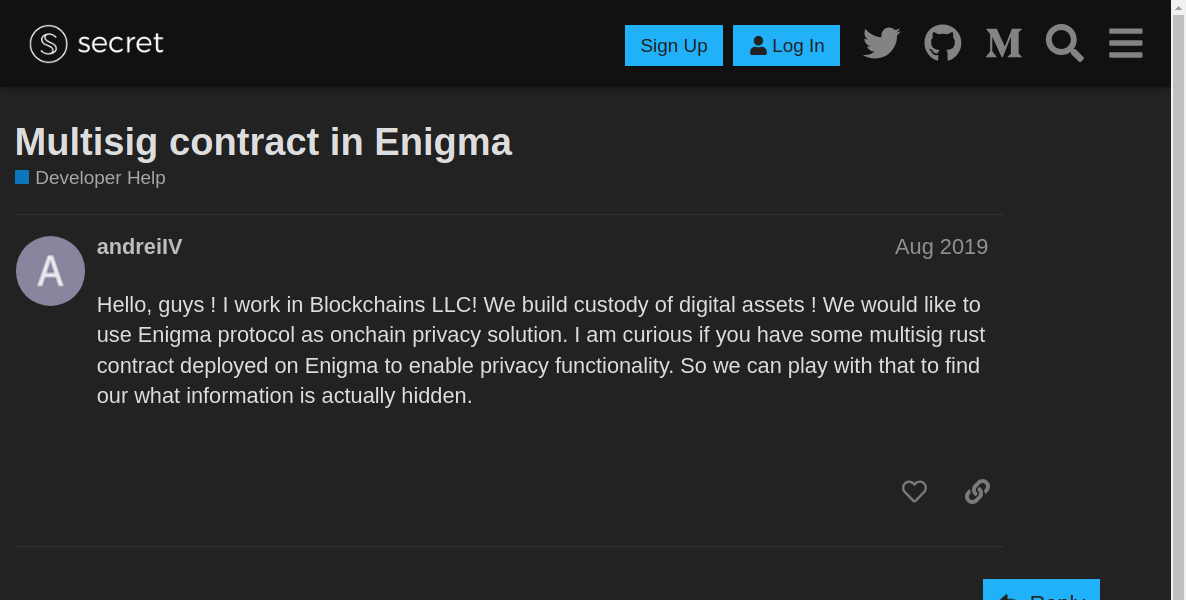 secret
Sign Up
Log In
Multisig contract in Enigma
Developer Help
A
andreiIV
Aug 2019
Hello, guys ! I work in Blockchains LLC! We build custody of digital assets ! We would like to
use Enigma protocol as onchain privacy solution. I am curious if you have some multisig rust
contract deployed on Enigma to enable privacy functionality. So we can play with that to find
our what information is actually hidden.
Reply